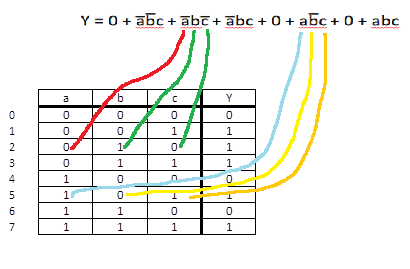 Y = 0 + a̅b̅c + a̅bc̅ + a̅bc + 0 + ab̅c + 0 + abc
a b c Y
0 0 0 0 0
1 0 0 1 1
2 0 1 0 1
3 0 1 1 1
4 1 0 0 0
5 1 0 1 1
6 1 1 0 0
7 1 1 1 1